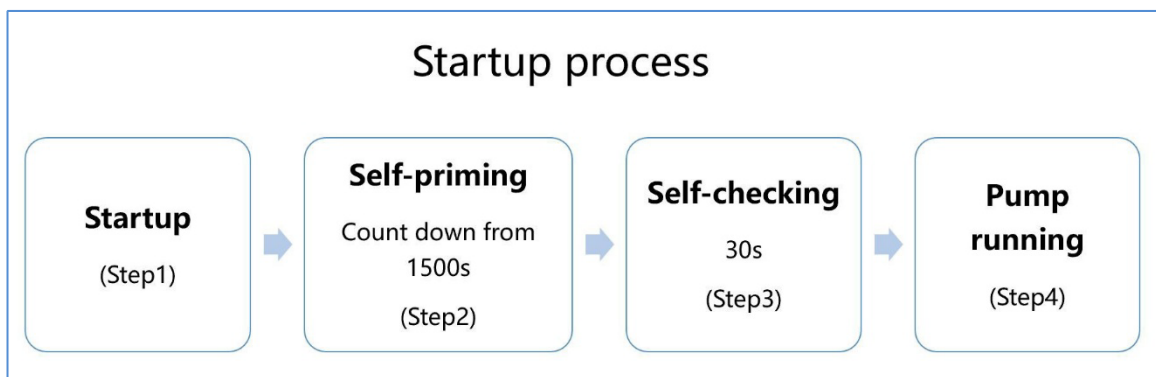 Startup process
Startup
(Step1)
Self-priming
Count down from
1500s
(Step2)
Self-checking
30s
(Step3)
Pump
running
(Step4)